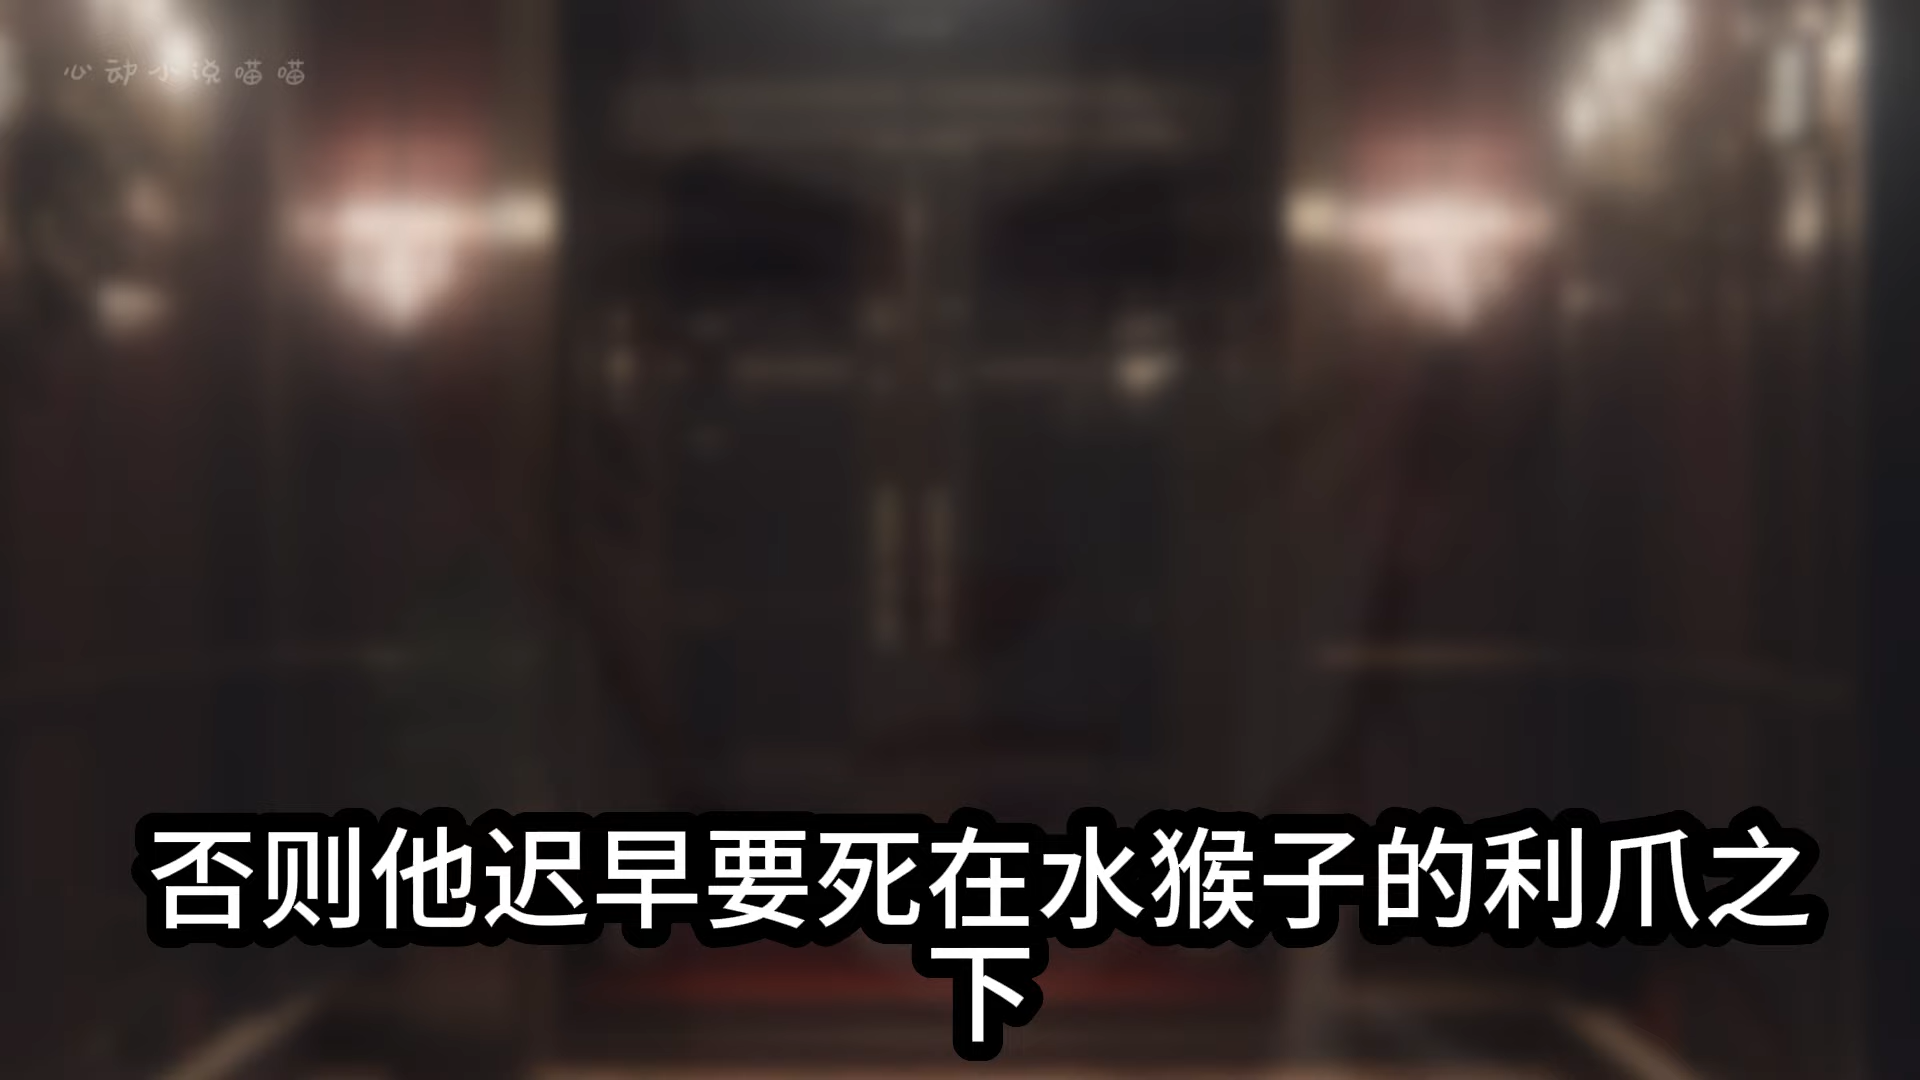 心动小说喵喵
否则他迟早要死在水猴子的利爪之
下